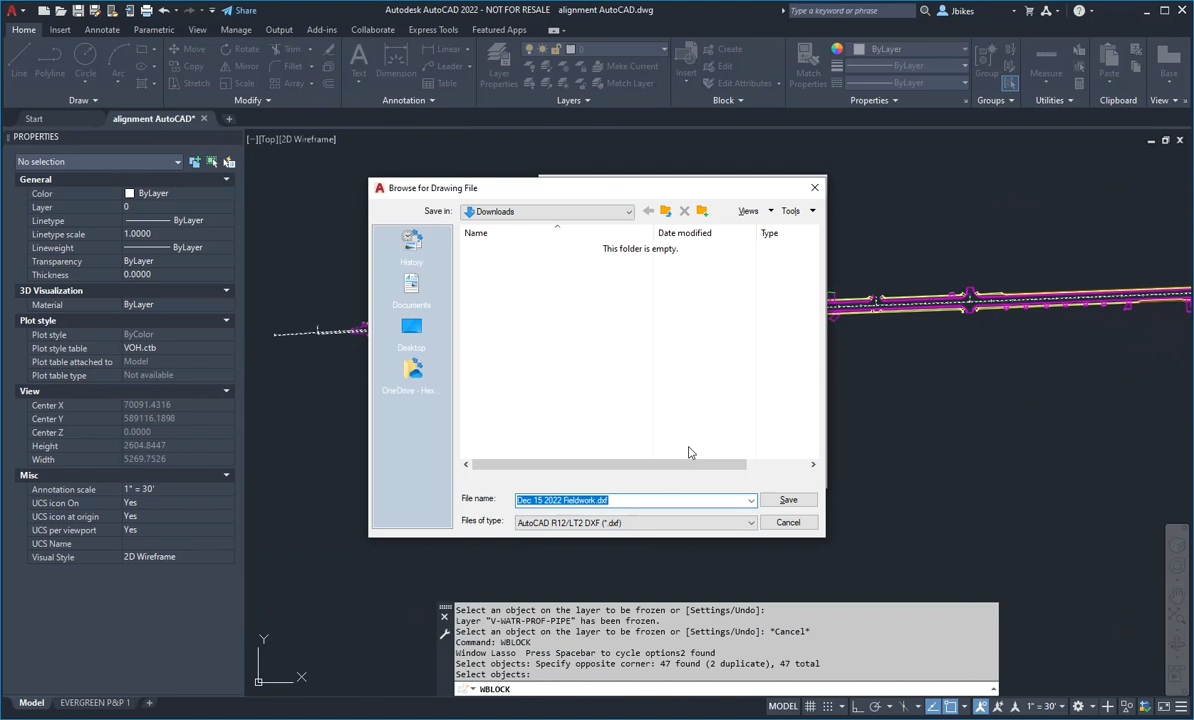 Share
Autodesk AutoCAD 2022 - NOT FOR RESALE alignment AutoCAD.dwg
Type a keyword or phrase
Jbikes
Home Insert Annotate Parametric View Manage Output Add-ins Collaborate Express Tools Featured Apps
Line Polyline Circle Arc
Move Rotate Trim
Copy Mirror Fillet
Stretch Scale Array
Text Dimension
Linear
Leader
Table
Layer Properties
0
Make Current
Match Layer
Insert
Create
Edit
Edit Attributes
Match Properties
ByLayer
ByLayer
ByLayer
Group
Measure
Paste
Base
Draw Modify Annotation Layers Block Properties Groups Utilities Clipboard View
Start alignment AutoCAD*
PROPERTIES
[−][Top][2D Wireframe]
No selection
General
Color ByLayer
Layer 0
Linetype ByLayer
Linetype scale 1.0000
Lineweight ByLayer
Transparency ByLayer
Thickness 0.0000
3D Visualization
Material ByLayer
Plot style
Plot style ByColor
Plot style table VOH.ctb
Plot table attached to Model
Plot table type Not available
View
Center X 70091.4316
Center Y 589116.1898
Center Z 0.0000
Height 2604.8447
Width 5269.7526
Misc
Annotation scale 1" = 30'
UCS icon On Yes
UCS icon at origin Yes
UCS per viewport Yes
UCS Name
Visual Style 2D Wireframe
Browse for Drawing File
Save in: Downloads
Views Tools
Name Date modified Type
This folder is empty.
History
Documents
Desktop
OneDrive - Hex...
File name: Dec 15 2022 Fieldwork.dxf
Save
Files of type: AutoCAD R12/LT2 DXF (*.dxf)
Cancel
Select an object on the layer to be frozen or [Settings/Undo]:
Layer "V-WATR-PROF-PIPE" has been frozen.
Select an object on the layer to be frozen or [Settings/Undo]: *Cancel*
Command: WBLOCK
Window Lasso Press Spacebar to cycle options2 found
Select objects: Specify opposite corner: 47 found (2 duplicate), 47 total
Select objects:
WBLOCK
Y
X
Model EVERGREEN P&P 1
MODEL
1" = 30'